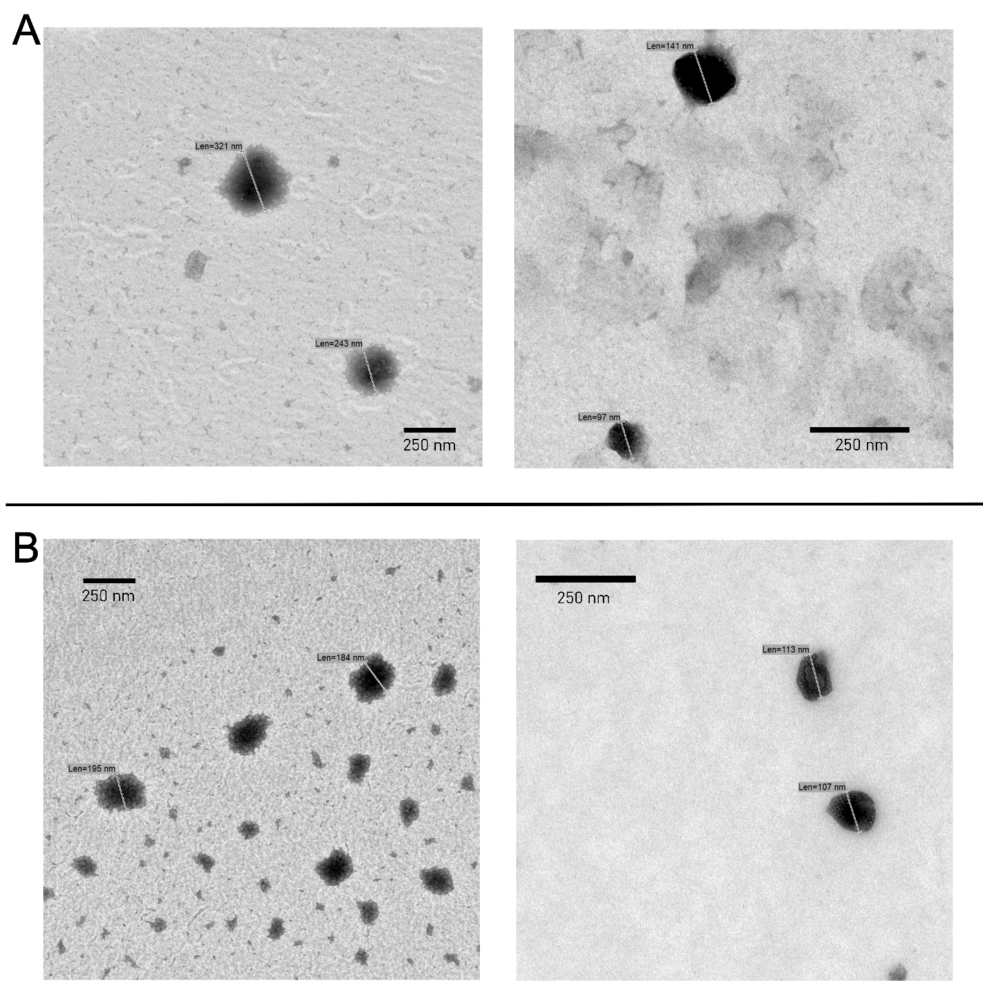 A
Len=321 nm
Len=243 nm
250 nm
Len=141 nm
Len=97 nm
250 nm
B
250 nm
Len=184 nm
Len=195 nm
250 nm
Len=113 nm
Len=107 nm